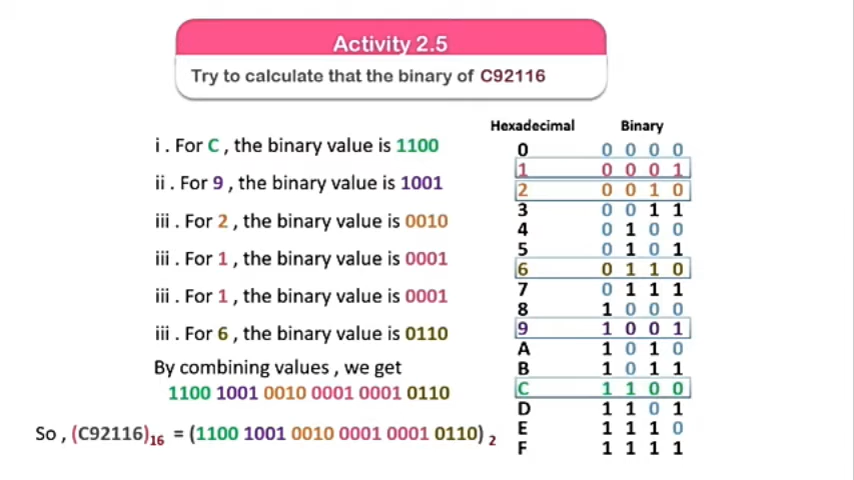 Activity 2.5
Try to calculate that the binary of C92116
i . For C , the binary value is 1100
ii . For 9 , the binary value is 1001
iii . For 2 , the binary value is 0010
iii . For 1 , the binary value is 0001
iii . For 1 , the binary value is 0001
iii . For 6 , the binary value is 0110
By combining values , we get
1100 1001 0010 0001 0001 0110
So , (C92116)16 = (1100 1001 0010 0001 0001 0110) 2
Hexadecimal Binary
0 0 0 0 0
1 0 0 0 1
2 0 0 1 0
3 0 0 1 1
4 0 1 0 0
5 0 1 0 1
6 0 1 1 0
7 0 1 1 1
8 1 0 0 0
9 1 0 0 1
A 1 0 1 0
B 1 0 1 1
C 1 1 0 0
D 1 1 0 1
E 1 1 1 0
F 1 1 1 1